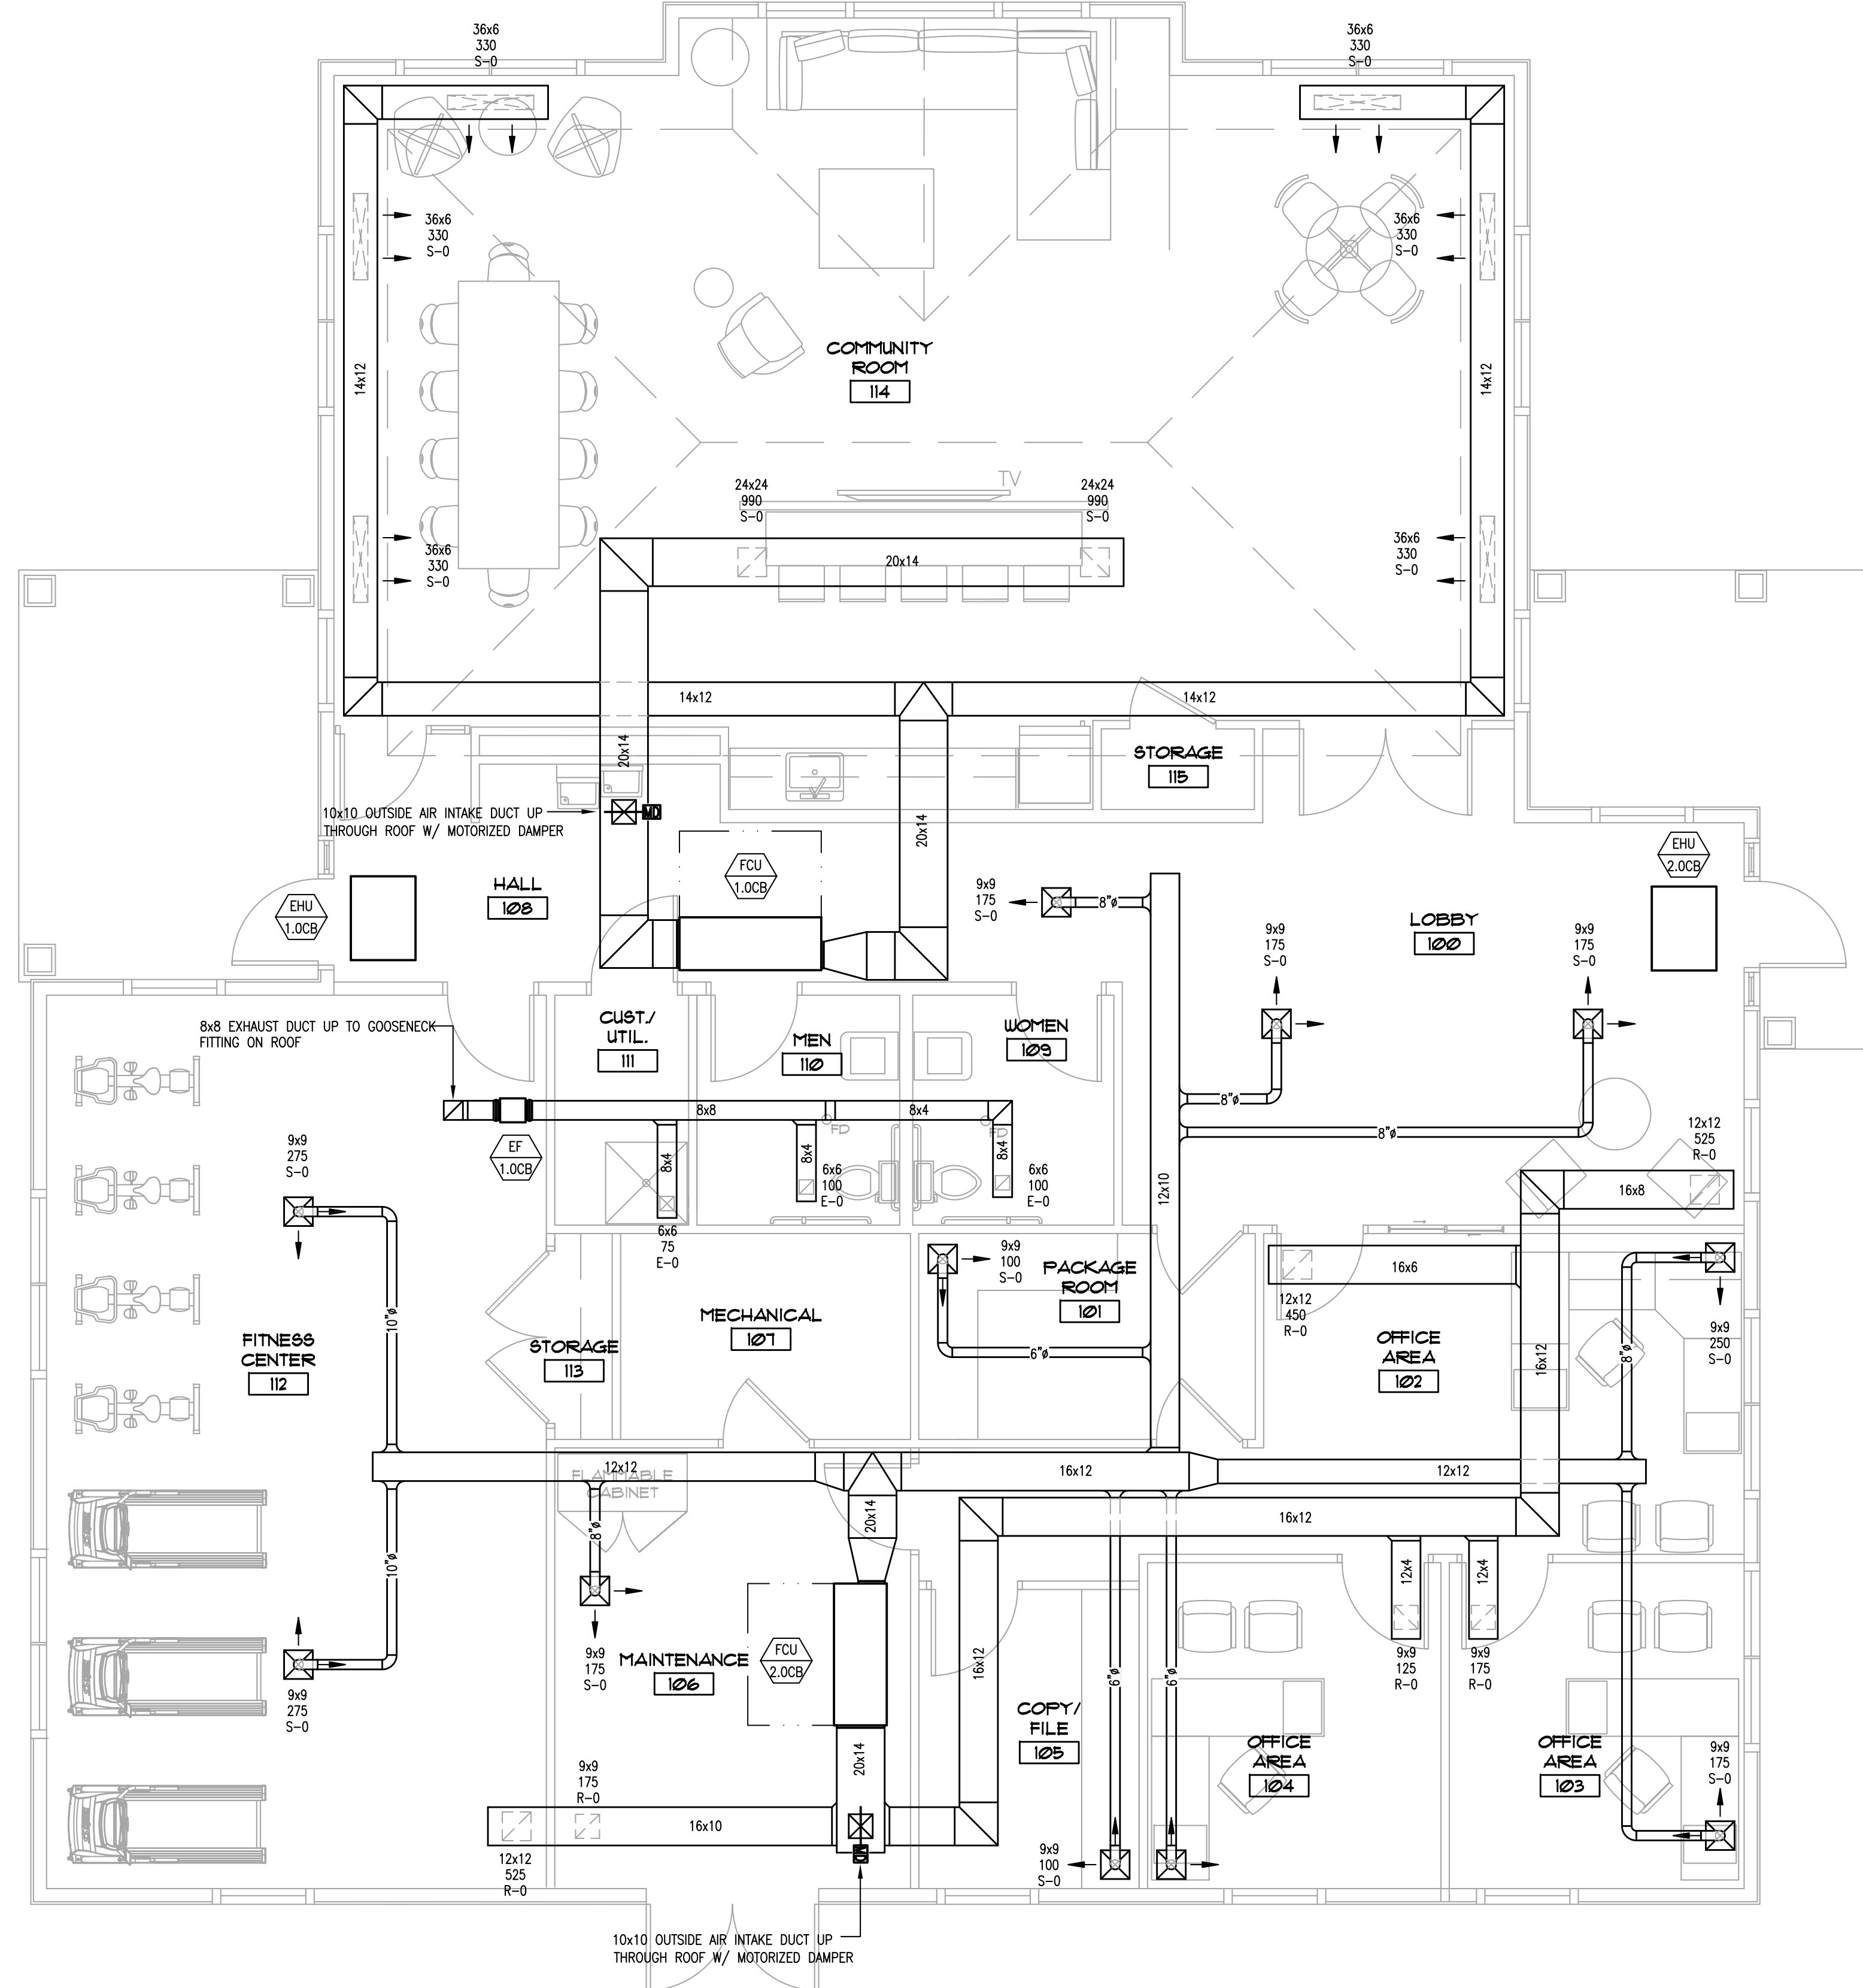 36x6
330
S-0
36x6
330
S-0
36x6
330
S-0
36x6
330
S-0
COMMUNITY
ROOM
114
14x12
14x12
TV
24x24
990
S-0
24x24
990
S-0
36x6
330
S-0
36x6
330
S-0
20x14
14x12
14x12
20x14
STORAGE
115
10x10 OUTSIDE AIR INTAKE DUCT UP
THROUGH ROOF W/ MOTORIZED DAMPER
MD
20x14
FCU
1.0CB
EHU
2.0CB
HALL
108
EHU
1.0CB
9x9
175
S-0
8"ø
LOBBY
100
9x9
175
S-0
9x9
175
S-0
8x8 EXHAUST DUCT UP TO GOOSENECK
FITTING ON ROOF
CUST./
UTIL.
111
MEN
110
WOMEN
109
8"ø
8"ø
8x8
8x4
FD
FD
EF
1.0CB
8x4
8x4
8x4
6x6
100
E-0
6x6
100
E-0
6x6
75
E-0
9x9
275
S-0
12x10
12x12
525
R-0
16x8
9x9
100
S-0
PACKAGE
ROOM
101
16x6
12x12
450
R-0
10"ø
MECHANICAL
107
FITNESS
CENTER
112
STORAGE
113
6"ø
OFFICE
AREA
102
16x12
8"ø
9x9
250
S-0
12x12
FLAMMABLE
CABINET
16x12
12x12
20x14
16x12
10"ø
8"ø
12x4
12x4
9x9
175
S-0
MAINTENANCE
106
FCU
2.0CB
16x12
6"ø
6"ø
9x9
125
R-0
9x9
175
R-0
9x9
275
S-0
COPY/
FILE
105
OFFICE
AREA
104
OFFICE
AREA
103
9x9
175
S-0
20x14
9x9
175
R-0
16x10
MD
12x12
525
R-0
9x9
100
S-0
10x10 OUTSIDE AIR INTAKE DUCT UP
THROUGH ROOF W/ MOTORIZED DAMPER